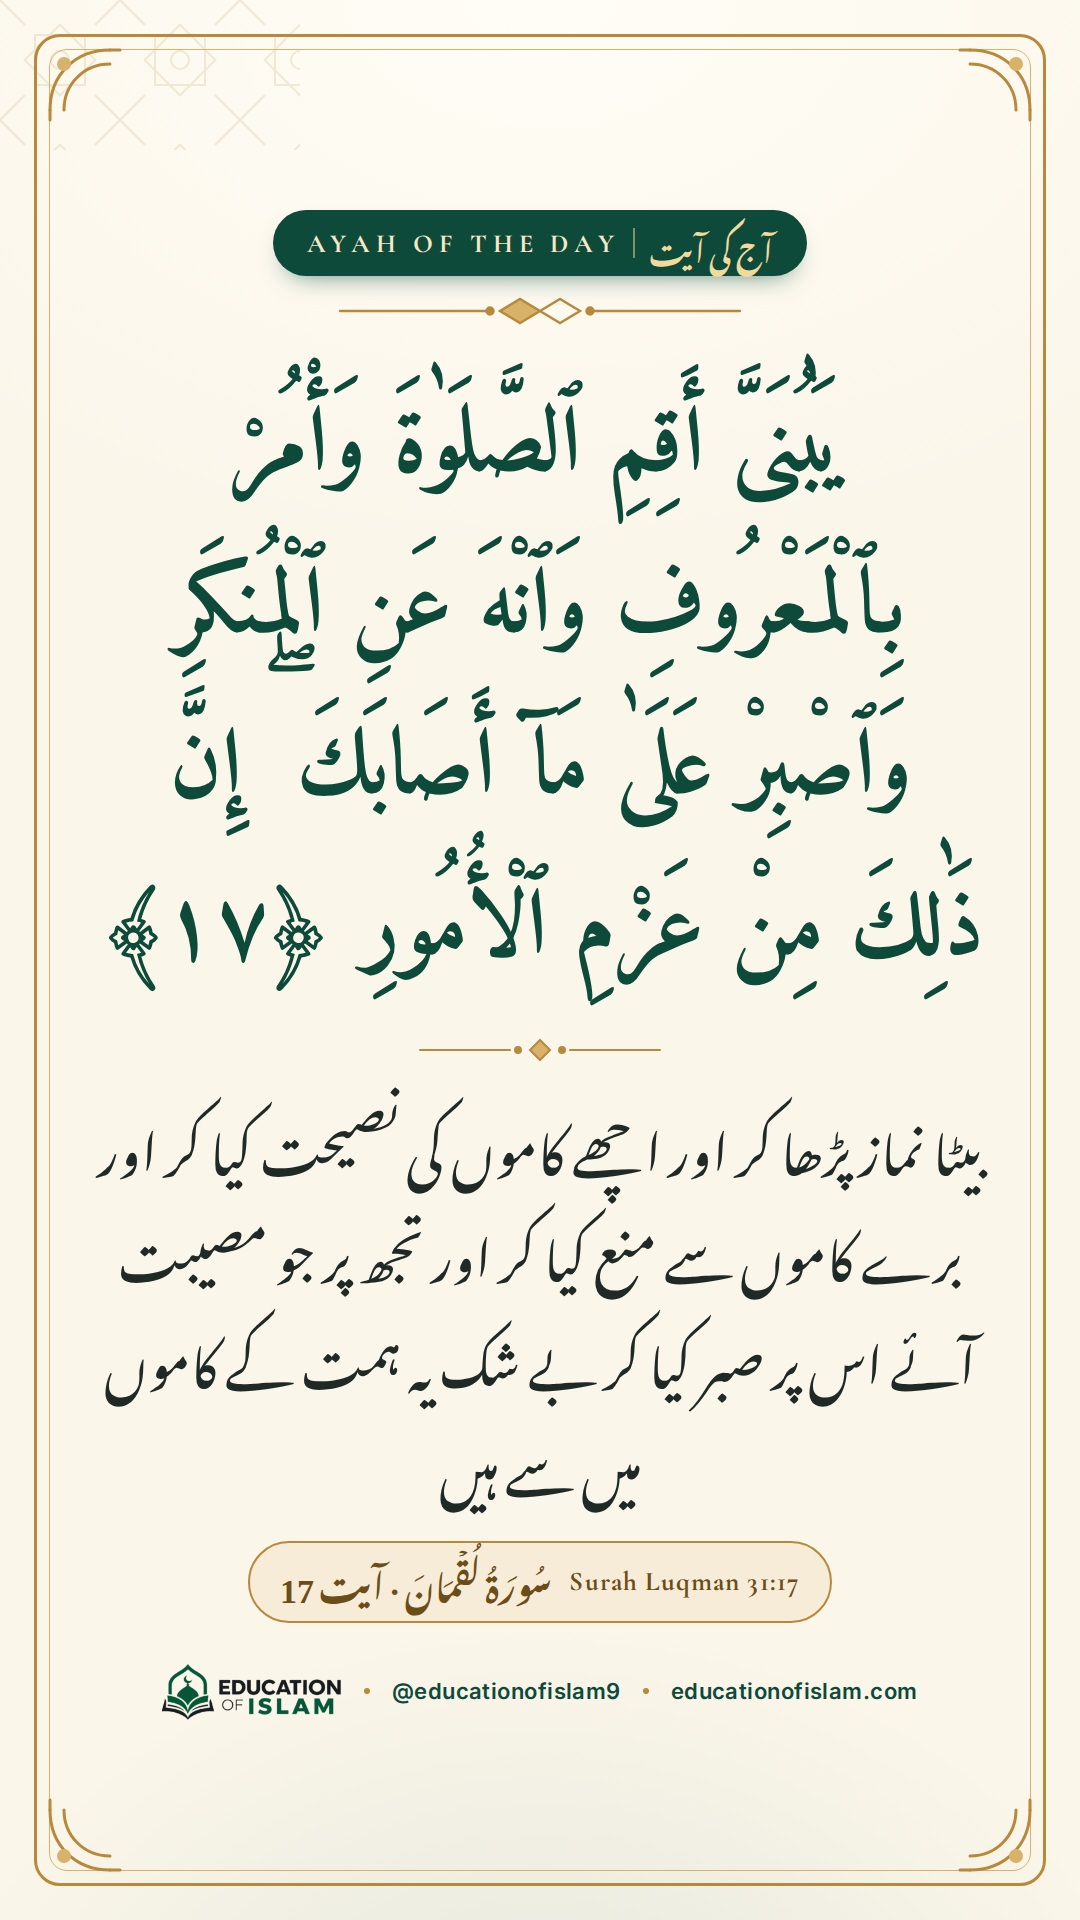 AYAH OF THE DAY | آج کی آیت
يَٰبُنَىَّ أَقِمِ ٱلصَّلَوٰةَ وَأْمُرْ
بِٱلْمَعْرُوفِ وَٱنْهَ عَنِ ٱلْمُنكَرِ
وَٱصْبِرْ عَلَىٰ مَآ أَصَابَكَ ۖ إِنَّ
ذَٰلِكَ مِنْ عَزْمِ ٱلْأُمُورِ ﴿١٧﴾
بیٹا نماز پڑھا کر اور اچھے کاموں کی نصیحت کیا کر اور
برے کاموں سے منع کیا کر اور تجھ پر جو مصیبت
آئے اس پر صبر کیا کر بے شک یہ ہمت کے کاموں
میں سے ہیں
سُورَةُ لُقۡمَانَ · آیت 17 Surah Luqman 31:17
EDUCATION OF ISLAM • @educationofislam9 • educationofislam.com